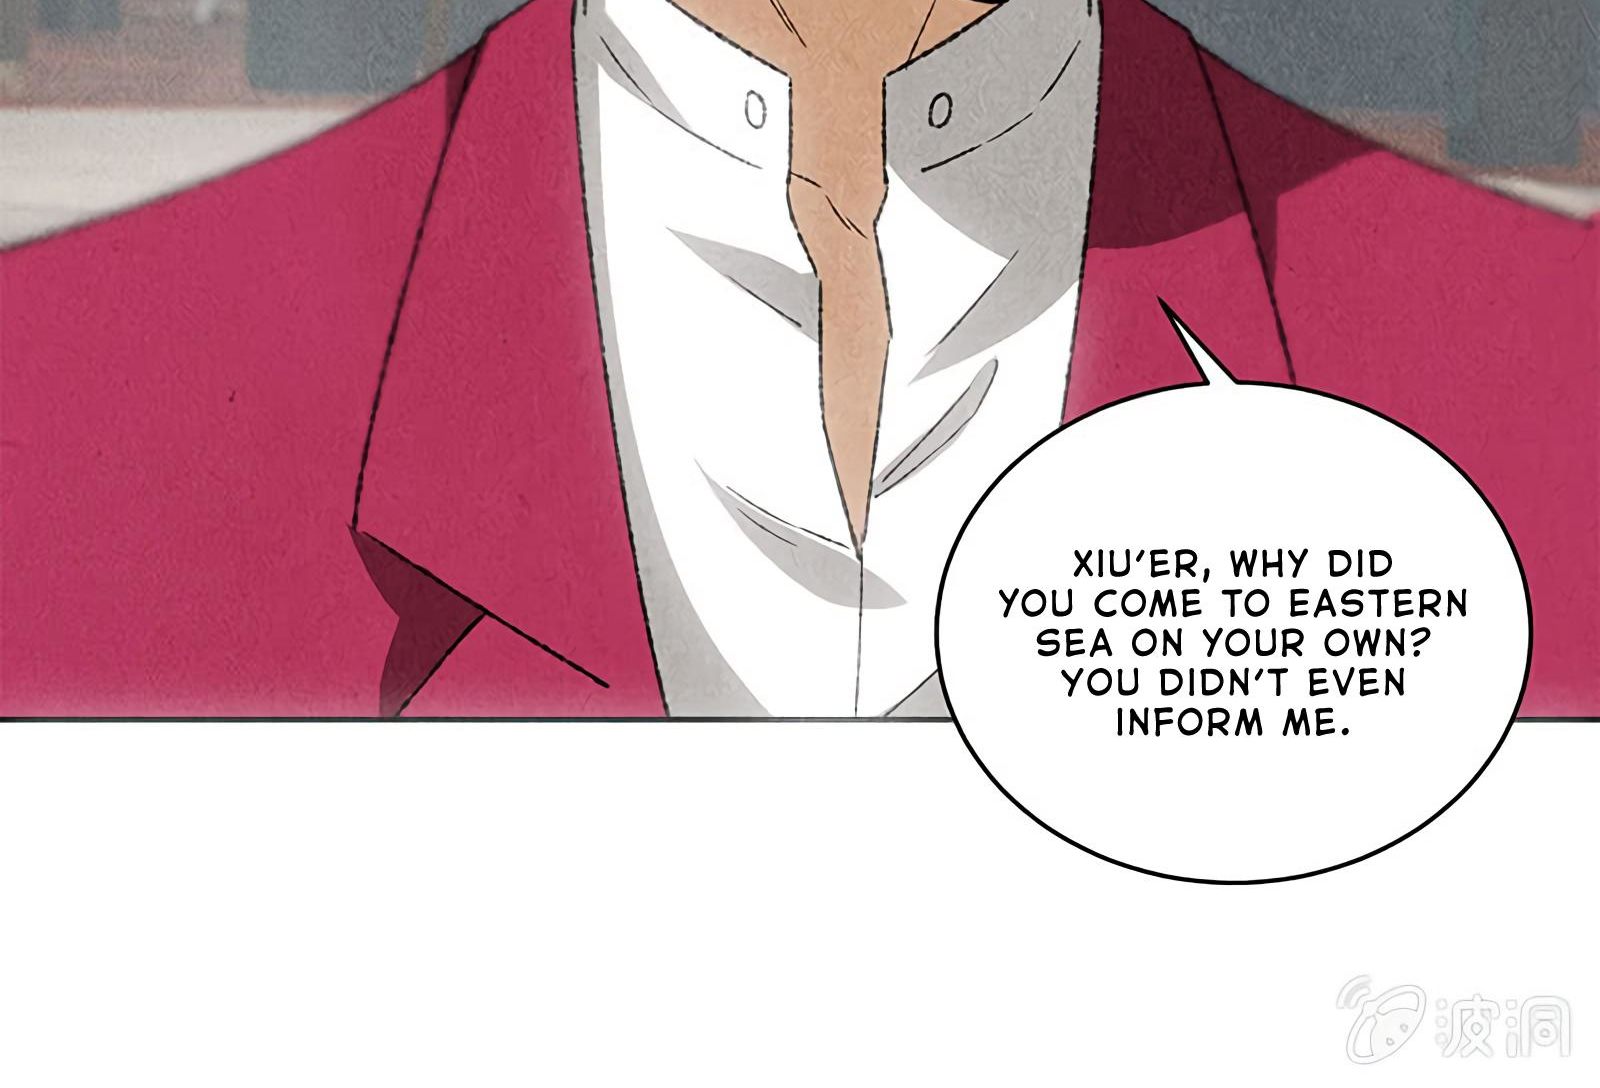 XIU'ER, WHY DID
YOU COME TO EASTERN
SEA ON YOUR OWN?
YOU DIDN'T EVEN
INFORM ME.
波洞